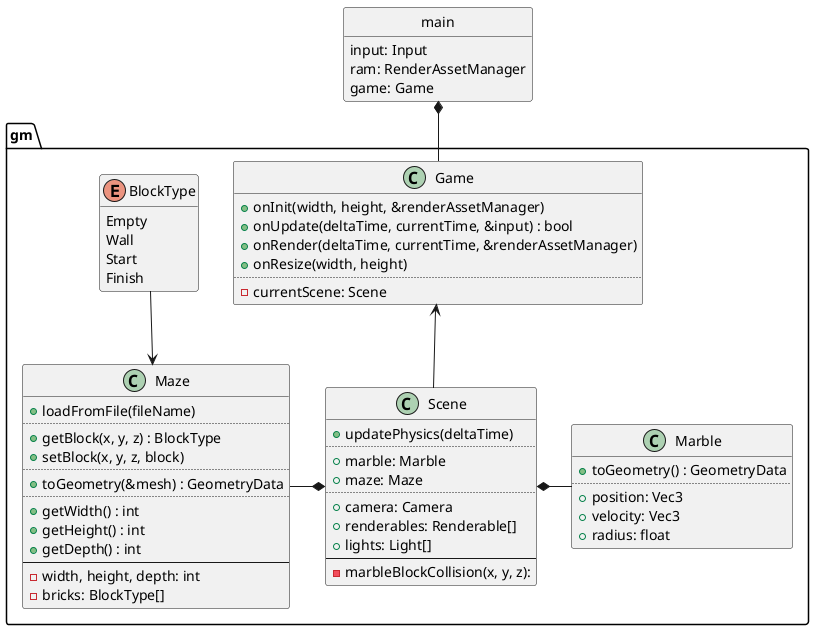 main
input: Input
ram: RenderAssetManager
game: Game
gm
E BlockType
Empty
Wall
Start
Finish
C Game
onInit(width, height, &renderAssetManager)
onUpdate(deltaTime, currentTime, &input) : bool
onRender(deltaTime, currentTime, &renderAssetManager)
onResize(width, height)
currentScene: Scene
C Maze
loadFromFile(fileName)
getBlock(x, y, z) : BlockType
setBlock(x, y, z, block)
toGeometry(&mesh) : GeometryData
getWidth() : int
getHeight() : int
getDepth() : int
width, height, depth: int
bricks: BlockType[]
C Scene
updatePhysics(deltaTime)
marble: Marble
maze: Maze
camera: Camera
renderables: Renderable[]
lights: Light[]
marbleBlockCollision(x, y, z):
C Marble
toGeometry() : GeometryData
position: Vec3
velocity: Vec3
radius: float